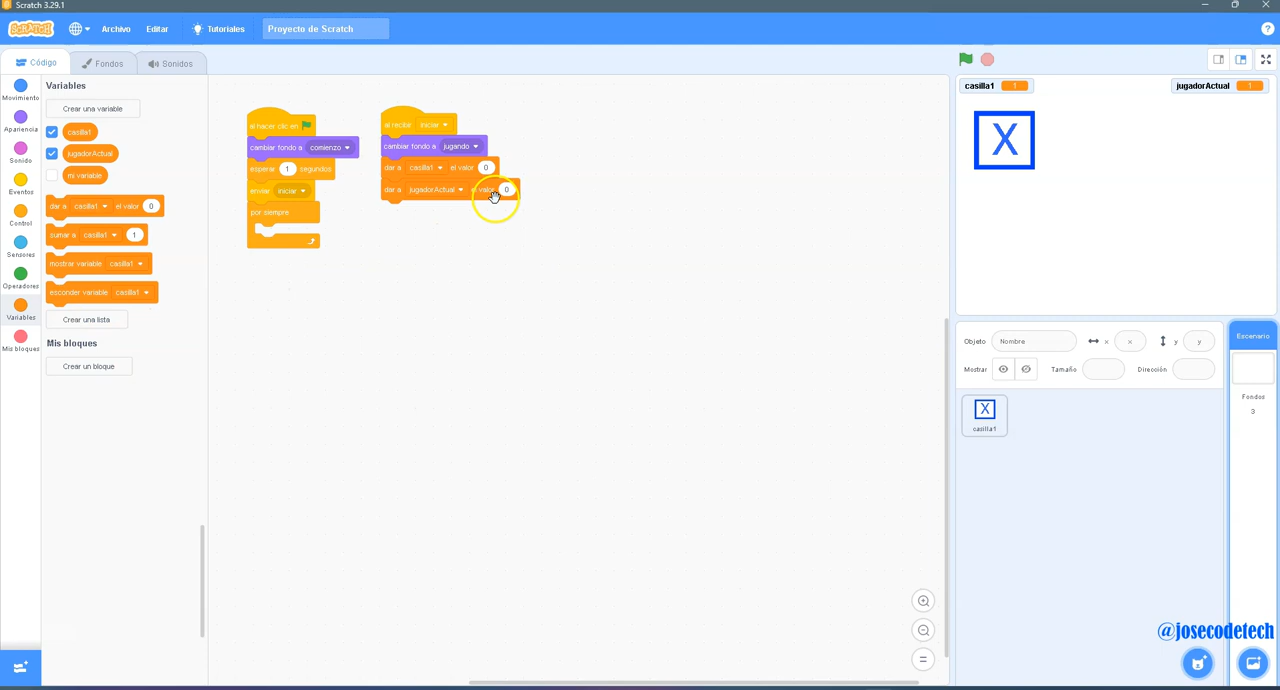 Scratch 3.29.1
SCRATCH
Archivo
Editar
Tutoriales
Proyecto de Scratch
?
Código
Fondos
Sonidos
Movimiento
Apariencia
Sonido
Eventos
Control
Sensores
Operadores
Variables
Mis bloques
Variables
Crear una variable
casilla1
jugadorActual
mi variable
dar a casilla1 el valor 0
sumar a casilla1 1
mostrar variable casilla1
esconder variable casilla1
Crear una lista
Mis bloques
Crear un bloque
al hacer clic en
cambiar fondo a comienzo
esperar 1 segundos
enviar iniciar
por siempre
al recibir iniciar
cambiar fondo a jugando
dar a casilla1 el valor 0
dar a jugadorActual el valor 0
casilla1 1
jugadorActual 1
X
Objeto Nombre x x y y
Mostrar Tamaño Dirección
X
casilla1
Escenario
Fondos
3
@josecodetech